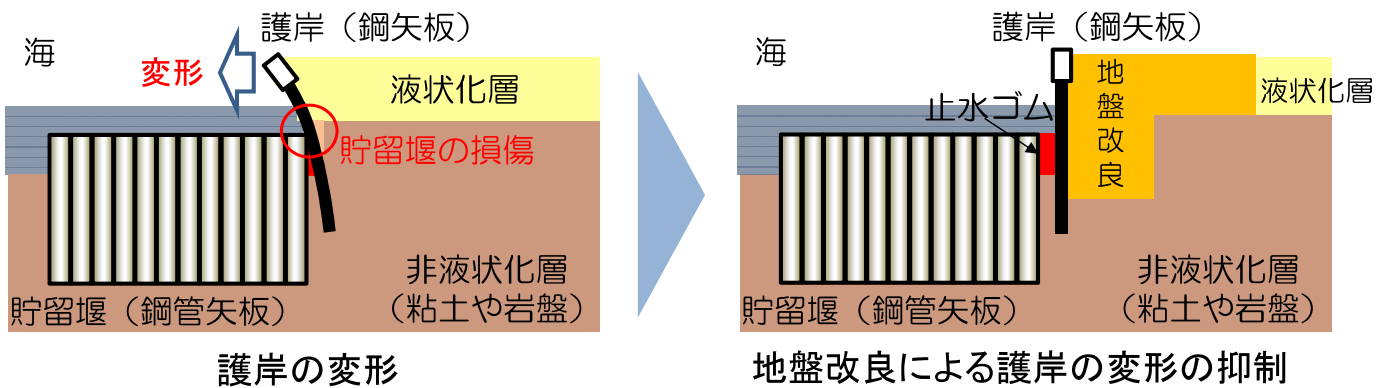 護岸（鋼矢板）
海
変形
液状化層
貯留堰の損傷
非液状化層
（粘土や岩盤）
貯留堰（鋼管矢板）
護岸の変形
護岸（鋼矢板）
海
地盤改良
液状化層
止水ゴム
非液状化層
（粘土や岩盤）
貯留堰（鋼管矢板）
地盤改良による護岸の変形の抑制